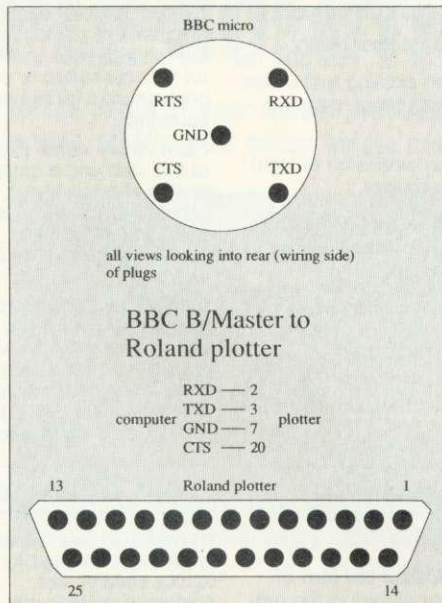 BBC micro
RTS RXD
GND
CTS TXD
all views looking into rear (wiring side)
of plugs
BBC B/Master to
Roland plotter
RXD — 2
computer TXD — 3 plotter
GND — 7
CTS — 20
13 Roland plotter 1
25 14